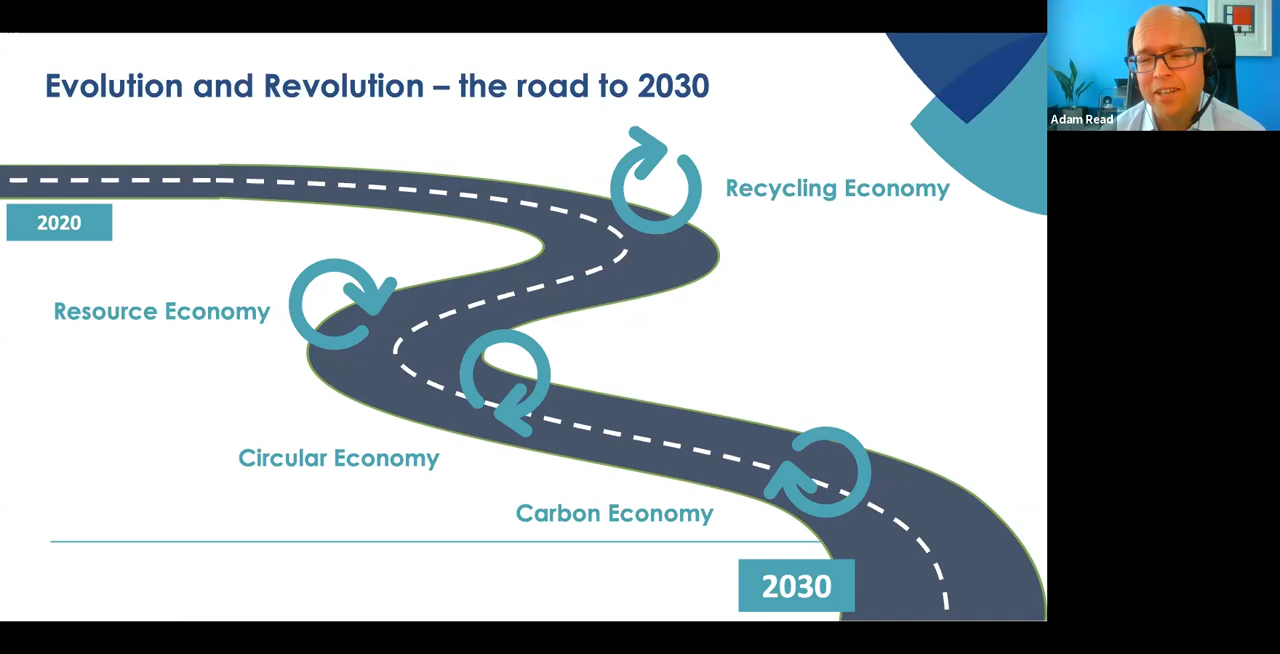 Evolution and Revolution – the road to 2030
Adam Read
Recycling Economy
2020
Resource Economy
Circular Economy
Carbon Economy
2030